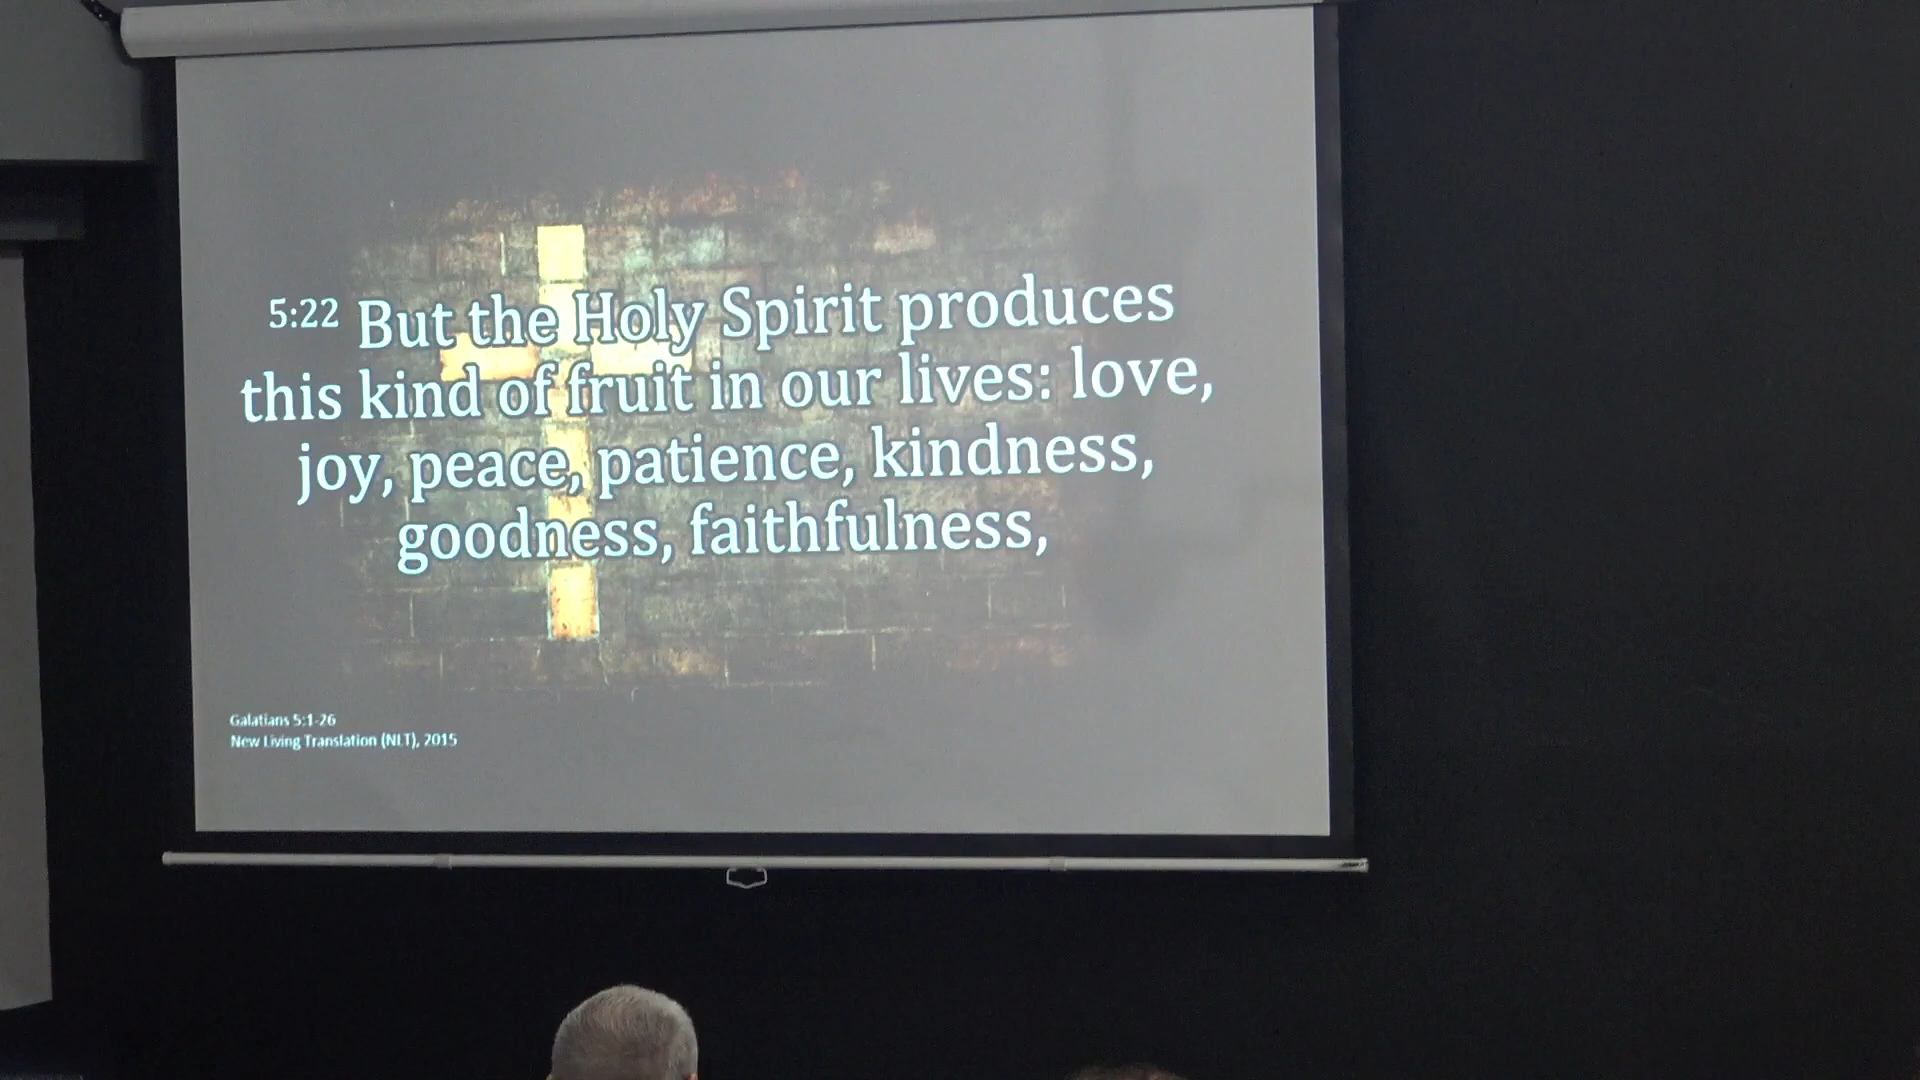 5:22 But the Holy Spirit produces
this kind of fruit in our lives: love,
joy, peace, patience, kindness,
goodness, faithfulness,
Galatians 5:1-26
New Living Translation (NLT), 2015